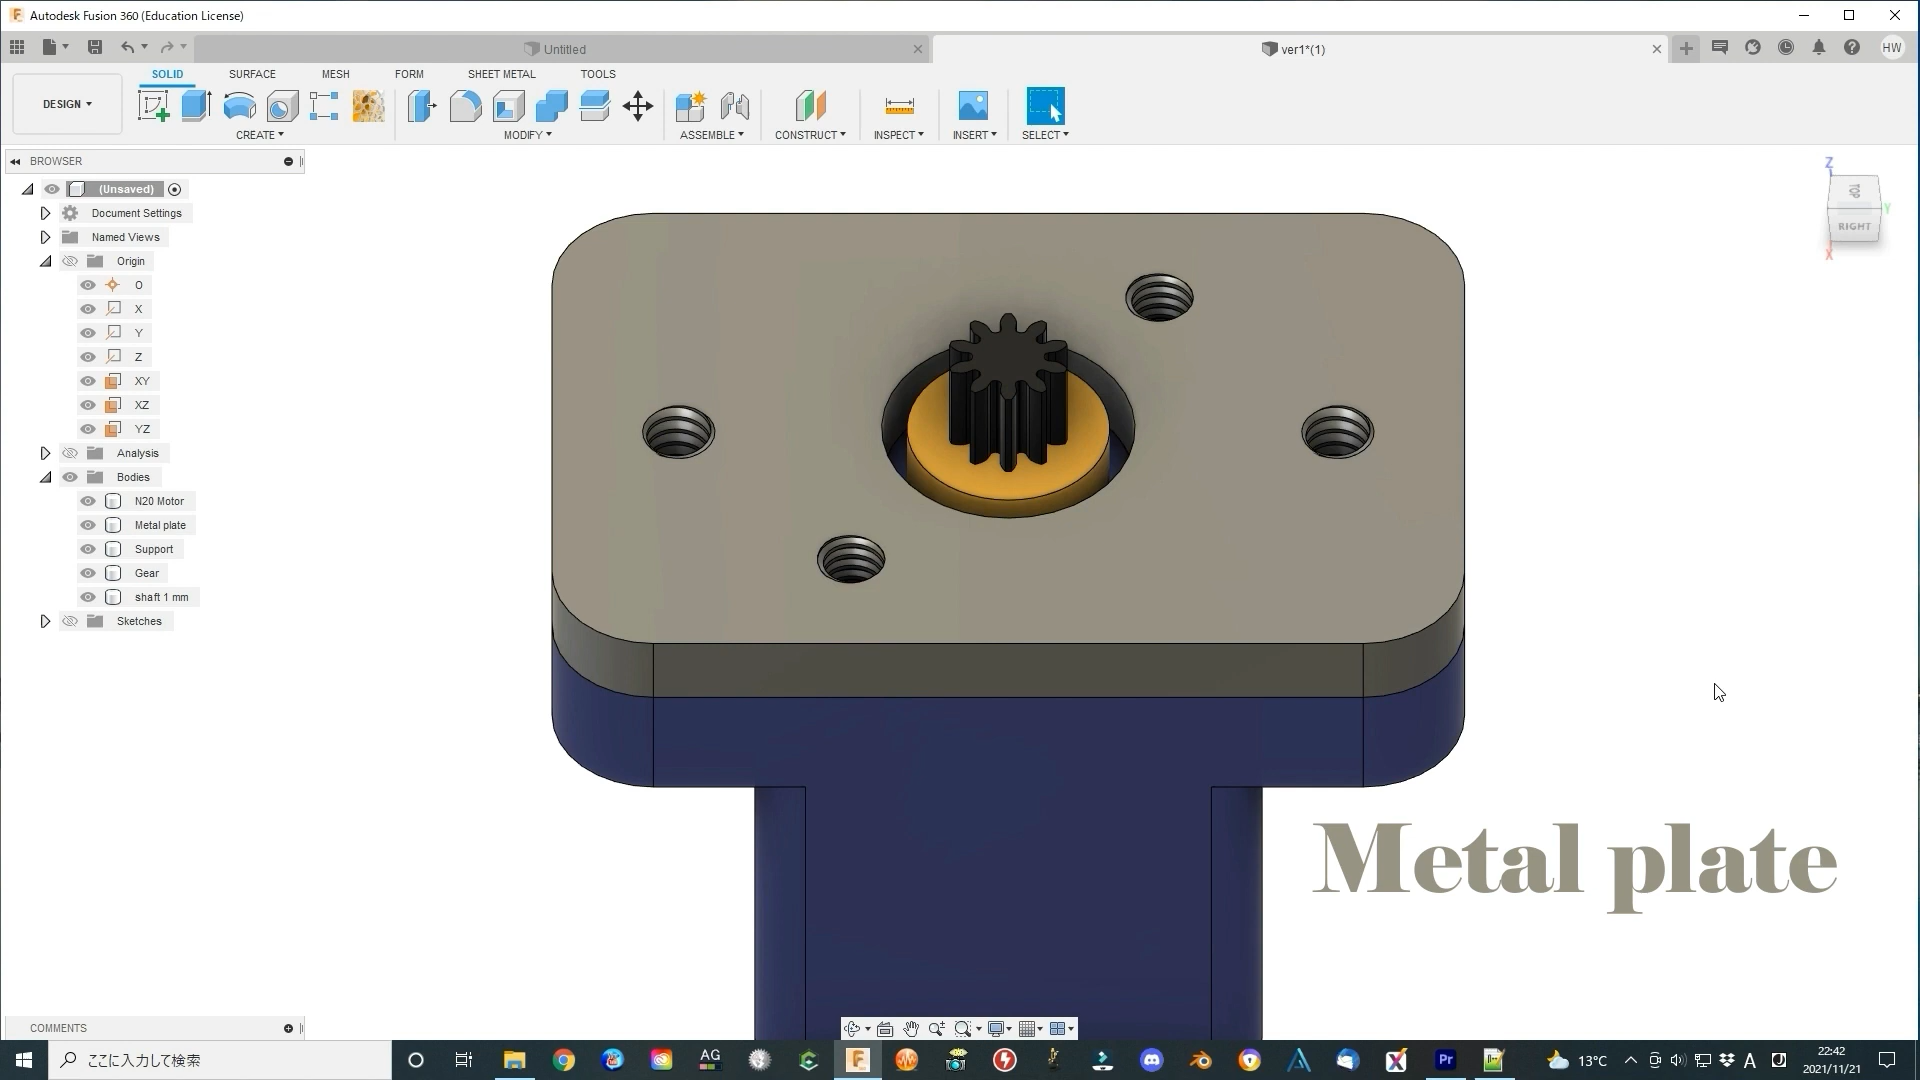 Autodesk Fusion 360 (Education License)
Untitled
ver1*(1)
HW
DESIGN
SOLID
SURFACE
MESH
FORM
SHEET METAL
TOOLS
CREATE
MODIFY
ASSEMBLE
CONSTRUCT
INSPECT
INSERT
SELECT
BROWSER
(Unsaved)
Document Settings
Named Views
Origin
O
X
Y
Z
XY
XZ
YZ
Analysis
Bodies
N20 Motor
Metal plate
Support
Gear
shaft 1 mm
Sketches
Z
TOP
Y
RIGHT
X
Metal plate
COMMENTS
ここに入力して検索
AG
Pr
13°C
A
22:42
2021/11/21